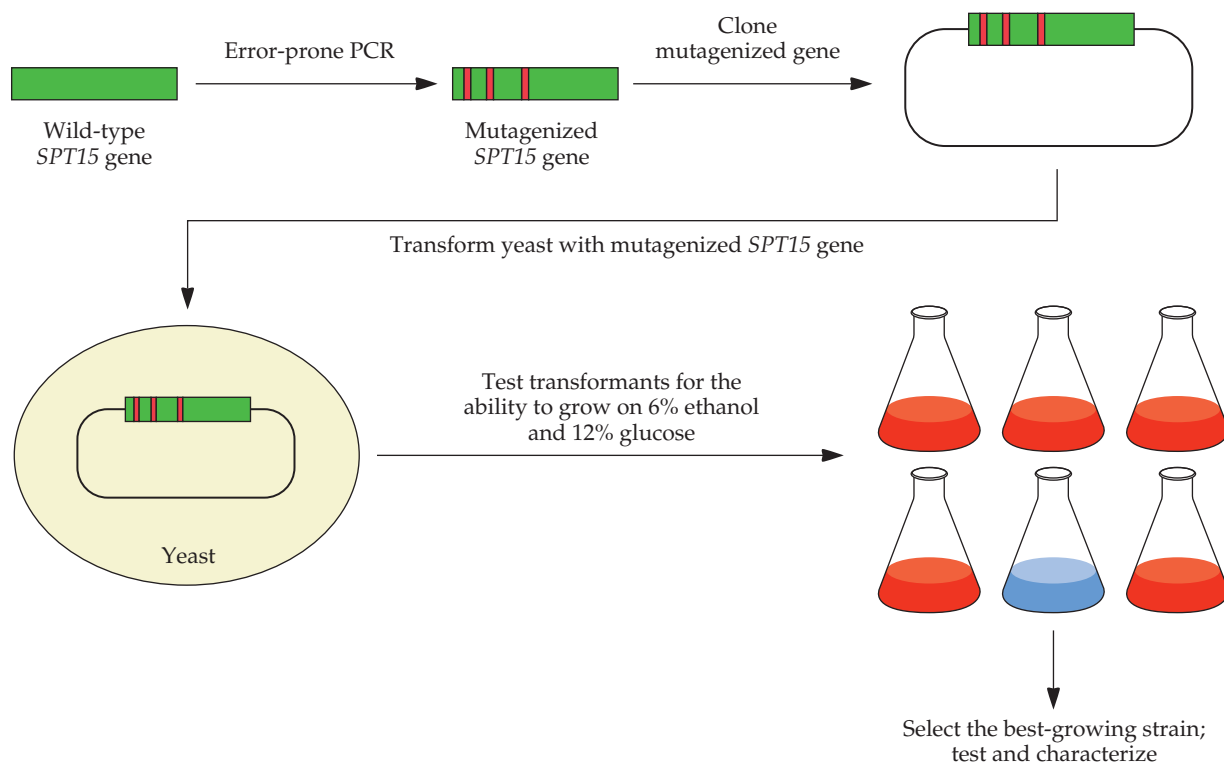 Error-prone PCR
Clone
mutagenized gene
Wild-type
SPT15 gene
Mutagenized
SPT15 gene
Transform yeast with mutagenized SPT15 gene
Yeast
Test transformants for the
ability to grow on 6% ethanol
and 12% glucose
Select the best-growing strain;
test and characterize